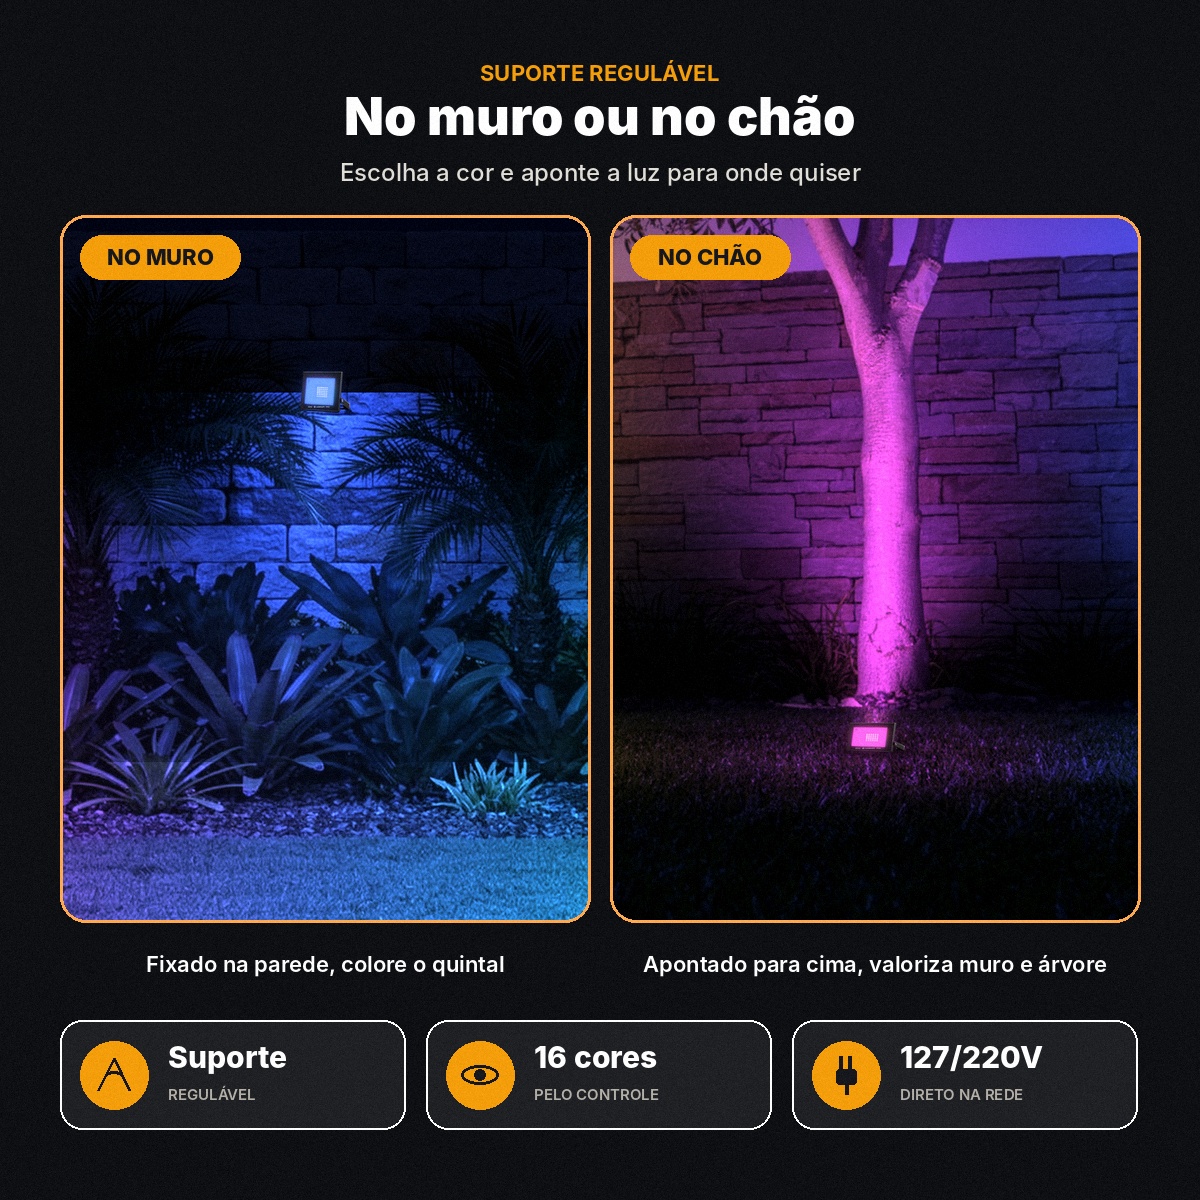 SUPORTE REGULÁVEL
No muro ou no chão
Escolha a cor e aponte a luz para onde quiser
NO MURO
NO CHÃO
Fixado na parede, colore o quintal
Apontado para cima, valoriza muro e árvore
Suporte
REGULÁVEL
16 cores
PELO CONTROLE
127/220V
DIRETO NA REDE